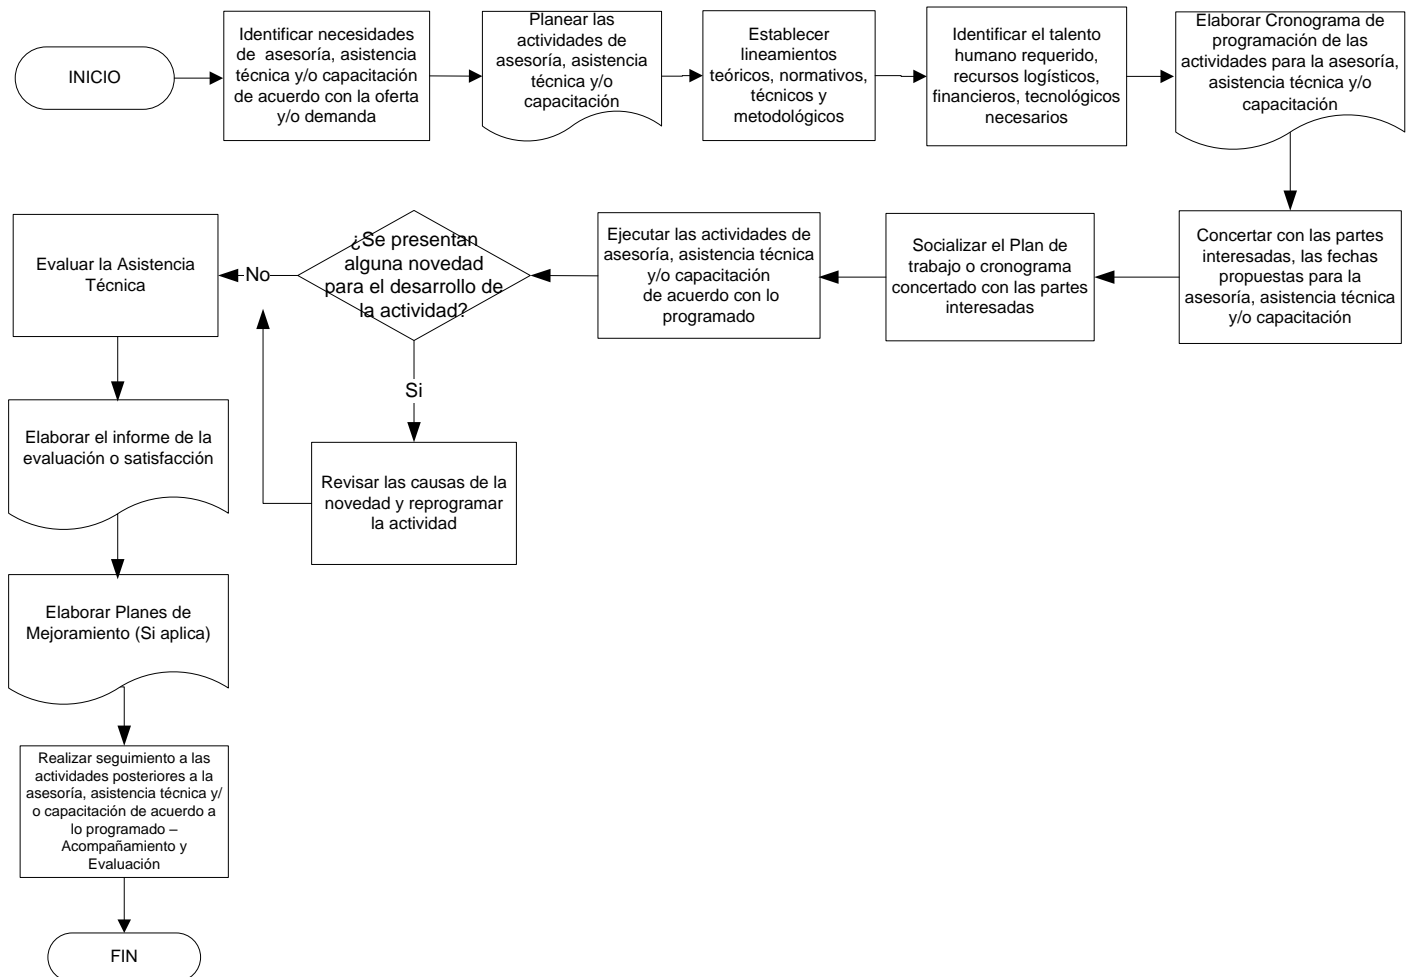 INICIO
Identificar necesidades
de asesoría, asistencia
técnica y/o capacitación
de acuerdo con la oferta
y/o demanda
Planear las
actividades de
asesoría, asistencia
técnica y/o
capacitación
Establecer
lineamientos
teóricos, normativos,
técnicos y
metodológicos
Identificar el talento
humano requerido,
recursos logísticos,
financieros, tecnológicos
necesarios
Elaborar Cronograma de
programación de las
actividades para la asesoría,
asistencia técnica y/o
capacitación
Concertar con las partes
interesadas, las fechas
propuestas para la
asesoría, asistencia técnica
y/o capacitación
Socializar el Plan de
trabajo o cronograma
concertado con las partes
interesadas
Ejecutar las actividades de
asesoría, asistencia técnica
y/o capacitación
de acuerdo con lo
programado
¿Se presentan
alguna novedad
para el desarrollo de
la actividad?
No
Si
Revisar las causas de la
novedad y reprogramar
la actividad
Evaluar la Asistencia
Técnica
Elaborar el informe de la
evaluación o satisfacción
Elaborar Planes de
Mejoramiento (Si aplica)
Realizar seguimiento a las
actividades posteriores a la
asesoría, asistencia técnica y/
o capacitación de acuerdo a
lo programado –
Acompañamiento y
Evaluación
FIN